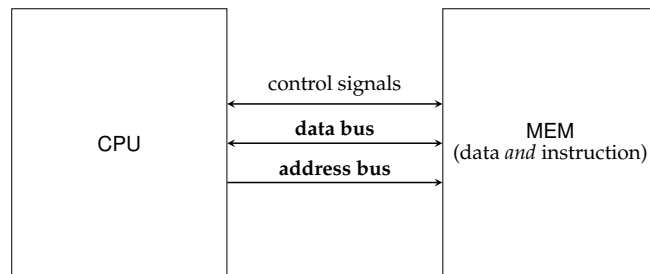 control signals
data bus
CPU
MEM
(data and instruction)
address bus